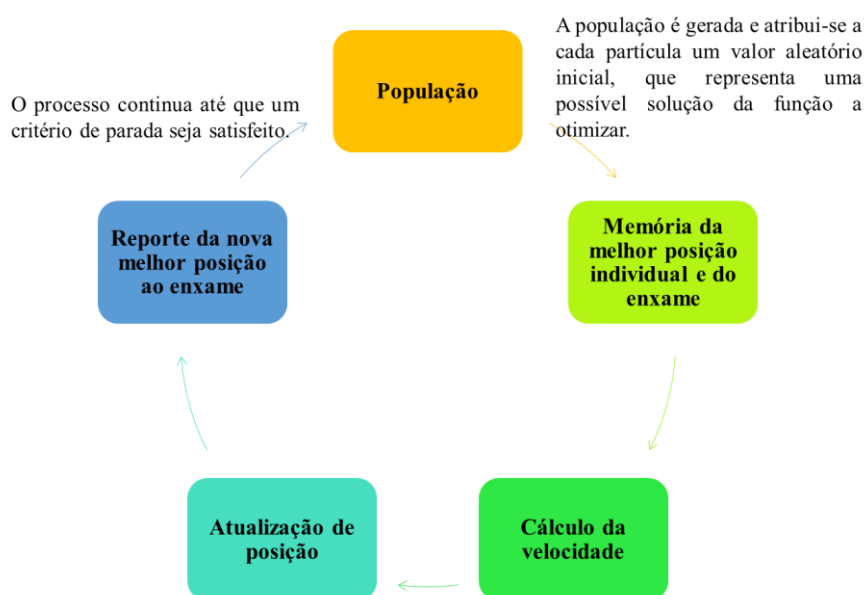 População
A população é gerada e atribui-se a
cada partícula um valor aleatório
inicial, que representa uma
possível solução da função a
otimizar.
Memória da
melhor posição
individual e do
enxame
Cálculo da
velocidade
Atualização de
posição
Reporte da nova
melhor posição
ao enxame
O processo continua até que um
critério de parada seja satisfeito.